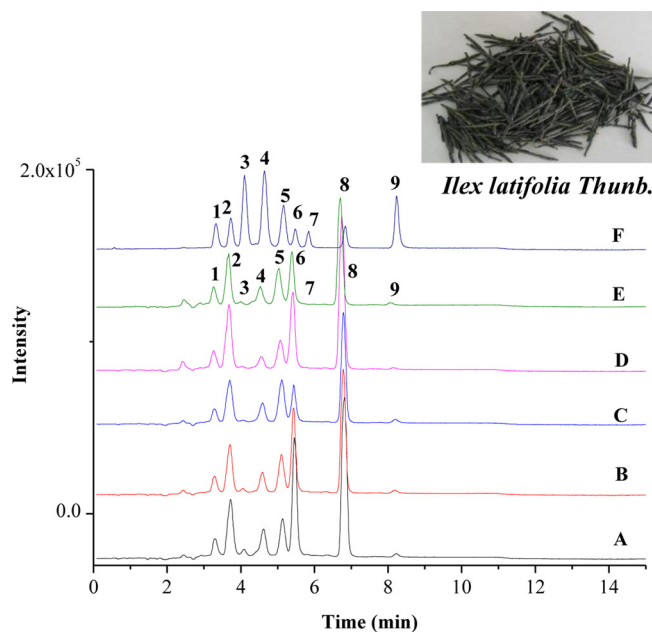 Ilex latifolia Thunb.
2.0x10⁵
0.0
Intensity
1 2 3 4 5 6 7 8 9
F
1 2 3 4 5 6 7 8 9
E
D
C
B
A
0 2 4 6 8 10 12 14
Time (min)